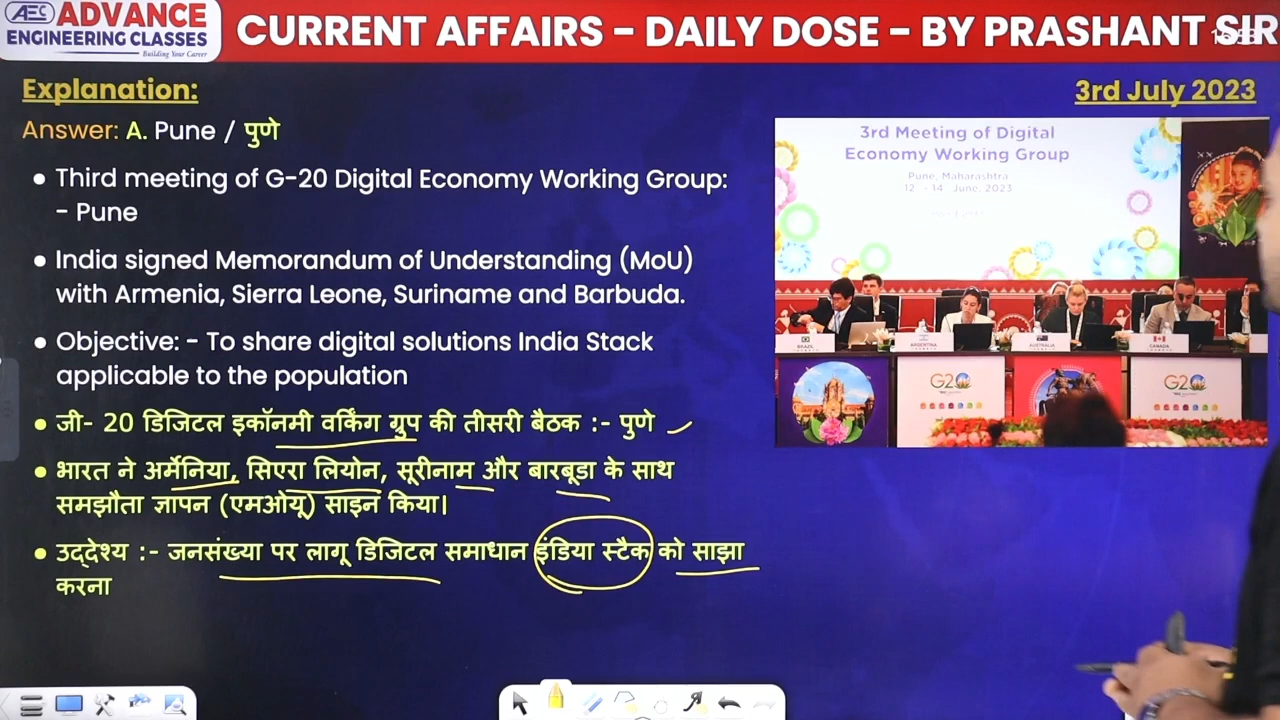 AEC ADVANCE
ENGINEERING CLASSES
Building Your Career
CURRENT AFFAIRS - DAILY DOSE - BY PRASHANT SIR
Explanation:
3rd July 2023
Answer: A. Pune / पुणे
• Third meeting of G-20 Digital Economy Working Group:
- Pune
• India signed Memorandum of Understanding (MoU)
with Armenia, Sierra Leone, Suriname and Barbuda.
• Objective: - To share digital solutions India Stack
applicable to the population
• जी- 20 डिजिटल इकॉनमी वर्किंग ग्रुप की तीसरी बैठक :- पुणे
• भारत ने अर्मेनिया, सिएरा लियोन, सूरीनाम और बारबूडा के साथ
समझौता ज्ञापन (एमओयू) साइन किया।
• उद्देश्य :- जनसंख्या पर लागू डिजिटल समाधान इंडिया स्टैक को साझा
करना
3rd Meeting of Digital
Economy Working Group
Pune, Maharashtra
12 - 14 June, 2023
BRAZIL
ARGENTINA
AUSTRALIA
CANADA
G20
G20